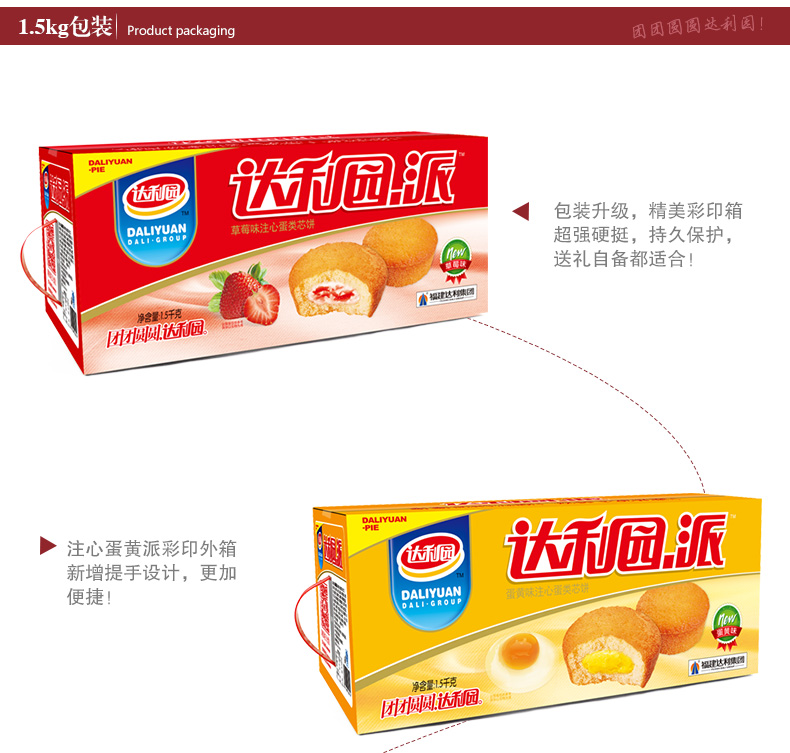 1.5kg包装 Product packaging
团团圆圆达利园!
DALIYUAN
-PIE
达利园
TM
DALIYUAN
DALI·GROUP
达利园.派
TM
草莓味注心蛋类芯饼
New
草莓味
福建达利集团
净含量:1.5千克
团团圆圆.达利园。
包装升级，精美彩印箱
超强硬挺，持久保护，
送礼自备都适合!
注心蛋黄派彩印外箱
新增提手设计，更加
便捷!
DALIYUAN
-PIE
达利园
TM
DALIYUAN
DALI·GROUP
达利园.派
TM
蛋黄味注心蛋类芯饼
New
蛋黄味
福建达利集团
净含量:1.5千克
团团圆圆.达利园。